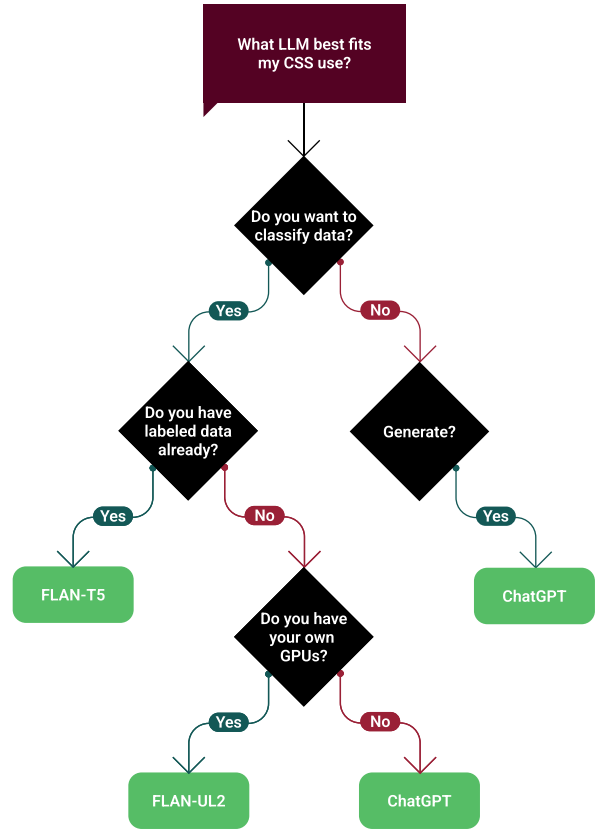 What LLM best fits
my CSS use?
Do you want to
classify data?
Yes
No
Do you have
labeled data
already?
Generate?
Yes
No
Yes
FLAN-T5
ChatGPT
Do you have
your own
GPUs?
Yes
No
FLAN-UL2
ChatGPT